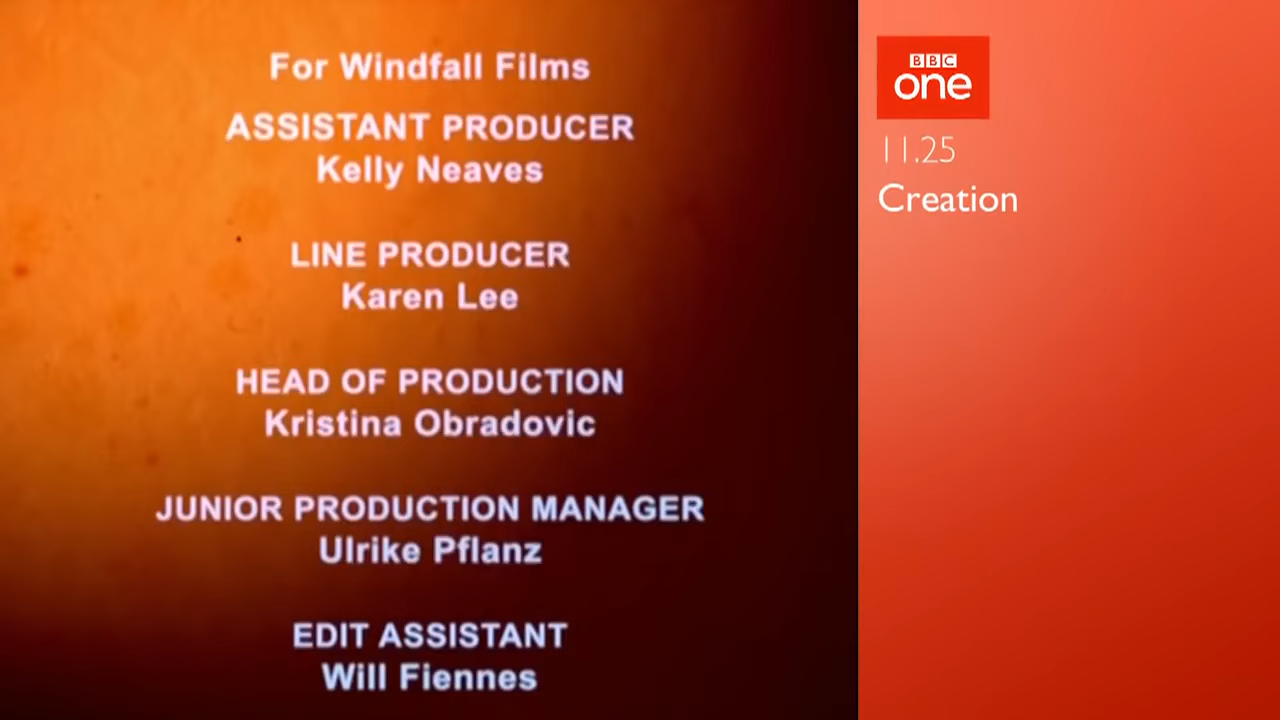 For Windfall Films
ASSISTANT PRODUCER
Kelly Neaves
LINE PRODUCER
Karen Lee
HEAD OF PRODUCTION
Kristina Obradovic
JUNIOR PRODUCTION MANAGER
Ulrike Pflanz
EDIT ASSISTANT
Will Fiennes
BBC
one
11.25
Creation